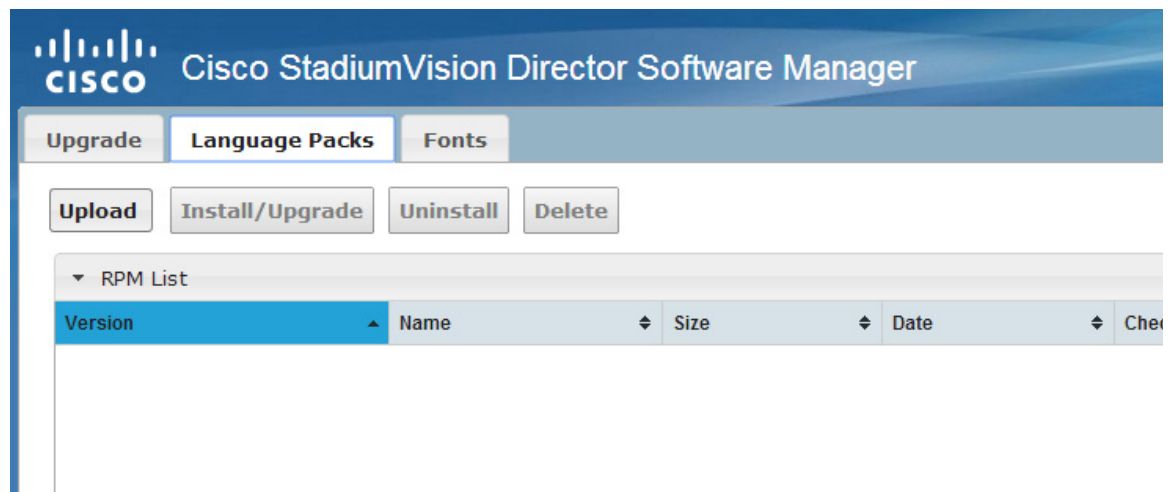 CISCO Cisco StadiumVision Director Software Manager
Upgrade Language Packs Fonts
Upload Install/Upgrade Uninstall Delete
RPM List
Version Name Size Date Chec